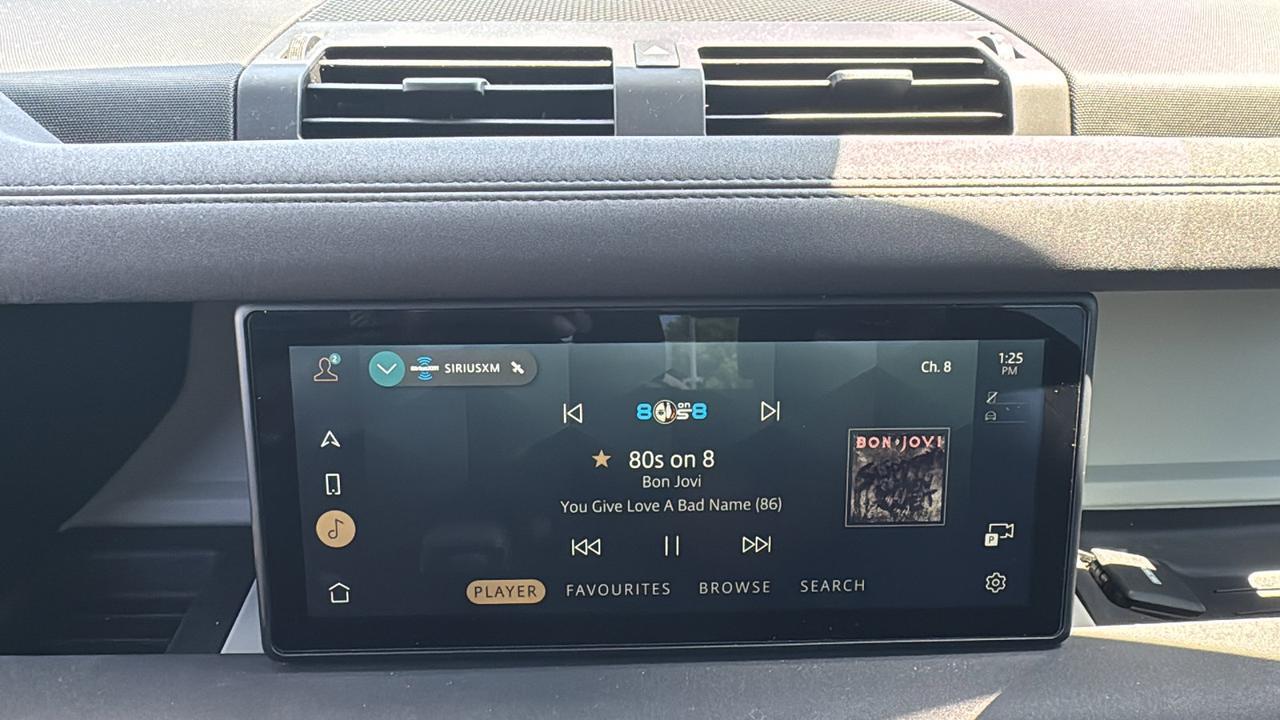 2
SIRIUSXM
Ch. 8
1:25
PM
80s on 8
80s on 8
Bon Jovi
You Give Love A Bad Name (86)
BON JOVI
P
PLAYER FAVOURITES BROWSE SEARCH